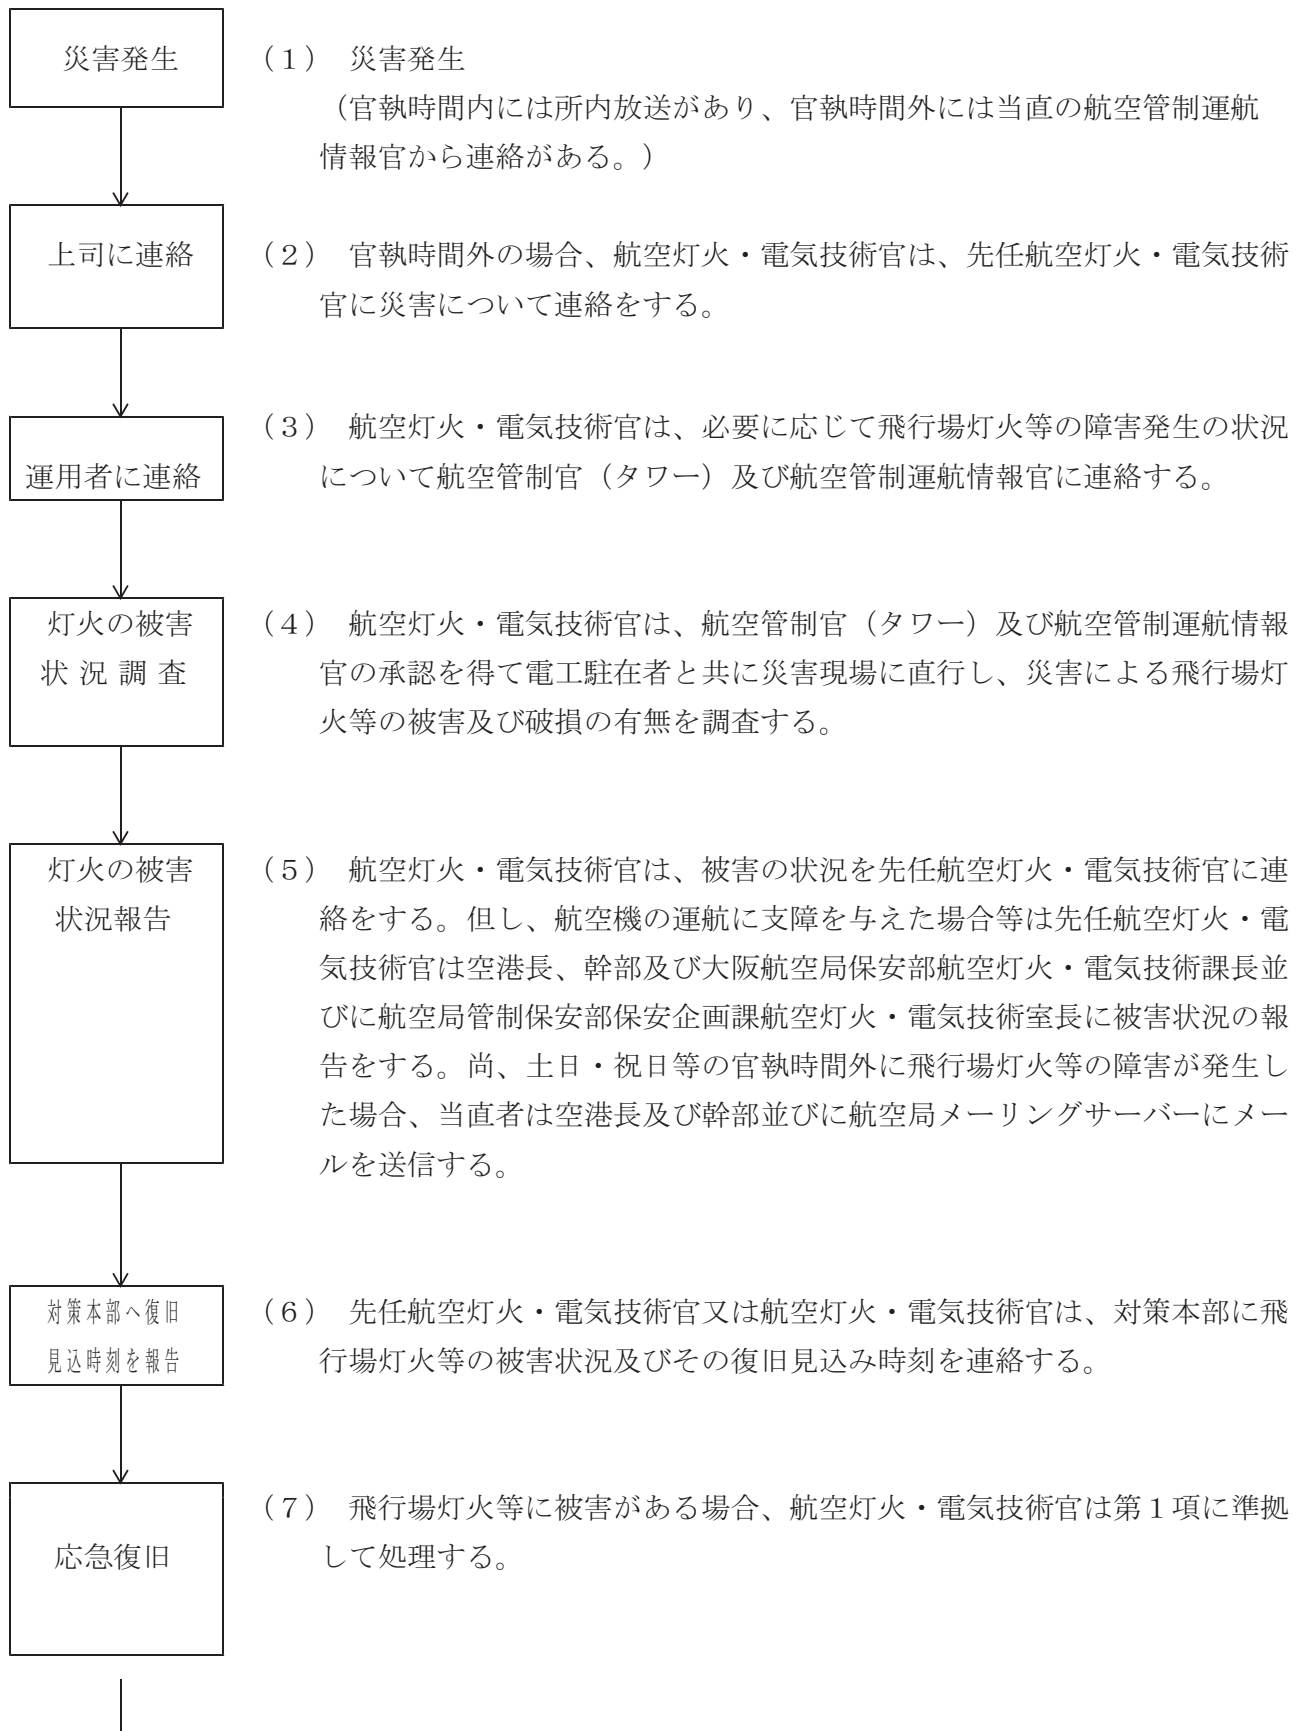 災害発生
（１） 災害発生
（官執時間内には所内放送があり、官執時間外には当直の航空管制運航
情報官から連絡がある。）
上司に連絡
（２） 官執時間外の場合、航空灯火・電気技術官は、先任航空灯火・電気技術
官に災害について連絡をする。
運用者に連絡
（３） 航空灯火・電気技術官は、必要に応じて飛行場灯火等の障害発生の状況
について航空管制官（タワー）及び航空管制運航情報官に連絡する。
灯火の被害
状況調査
（４） 航空灯火・電気技術官は、航空管制官（タワー）及び航空管制運航情報
官の承認を得て電工駐在者と共に災害現場に直行し、災害による飛行場灯
火等の被害及び破損の有無を調査する。
灯火の被害
状況報告
（５） 航空灯火・電気技術官は、被害の状況を先任航空灯火・電気技術官に連
絡をする。但し、航空機の運航に支障を与えた場合等は先任航空灯火・電
気技術官は空港長、幹部及び大阪航空局保安部航空灯火・電気技術課長並
びに航空局管制保安部保安企画課航空灯火・電気技術室長に被害状況の報
告をする。尚、土日・祝日等の官執時間外に飛行場灯火等の障害が発生し
た場合、当直者は空港長及び幹部並びに航空局メーリングサーバーにメー
ルを送信する。
対策本部へ復旧
見込時刻を報告
（６） 先任航空灯火・電気技術官又は航空灯火・電気技術官は、対策本部に飛
行場灯火等の被害状況及びその復旧見込み時刻を連絡する。
応急復旧
（７） 飛行場灯火等に被害がある場合、航空灯火・電気技術官は第１項に準拠
して処理する。